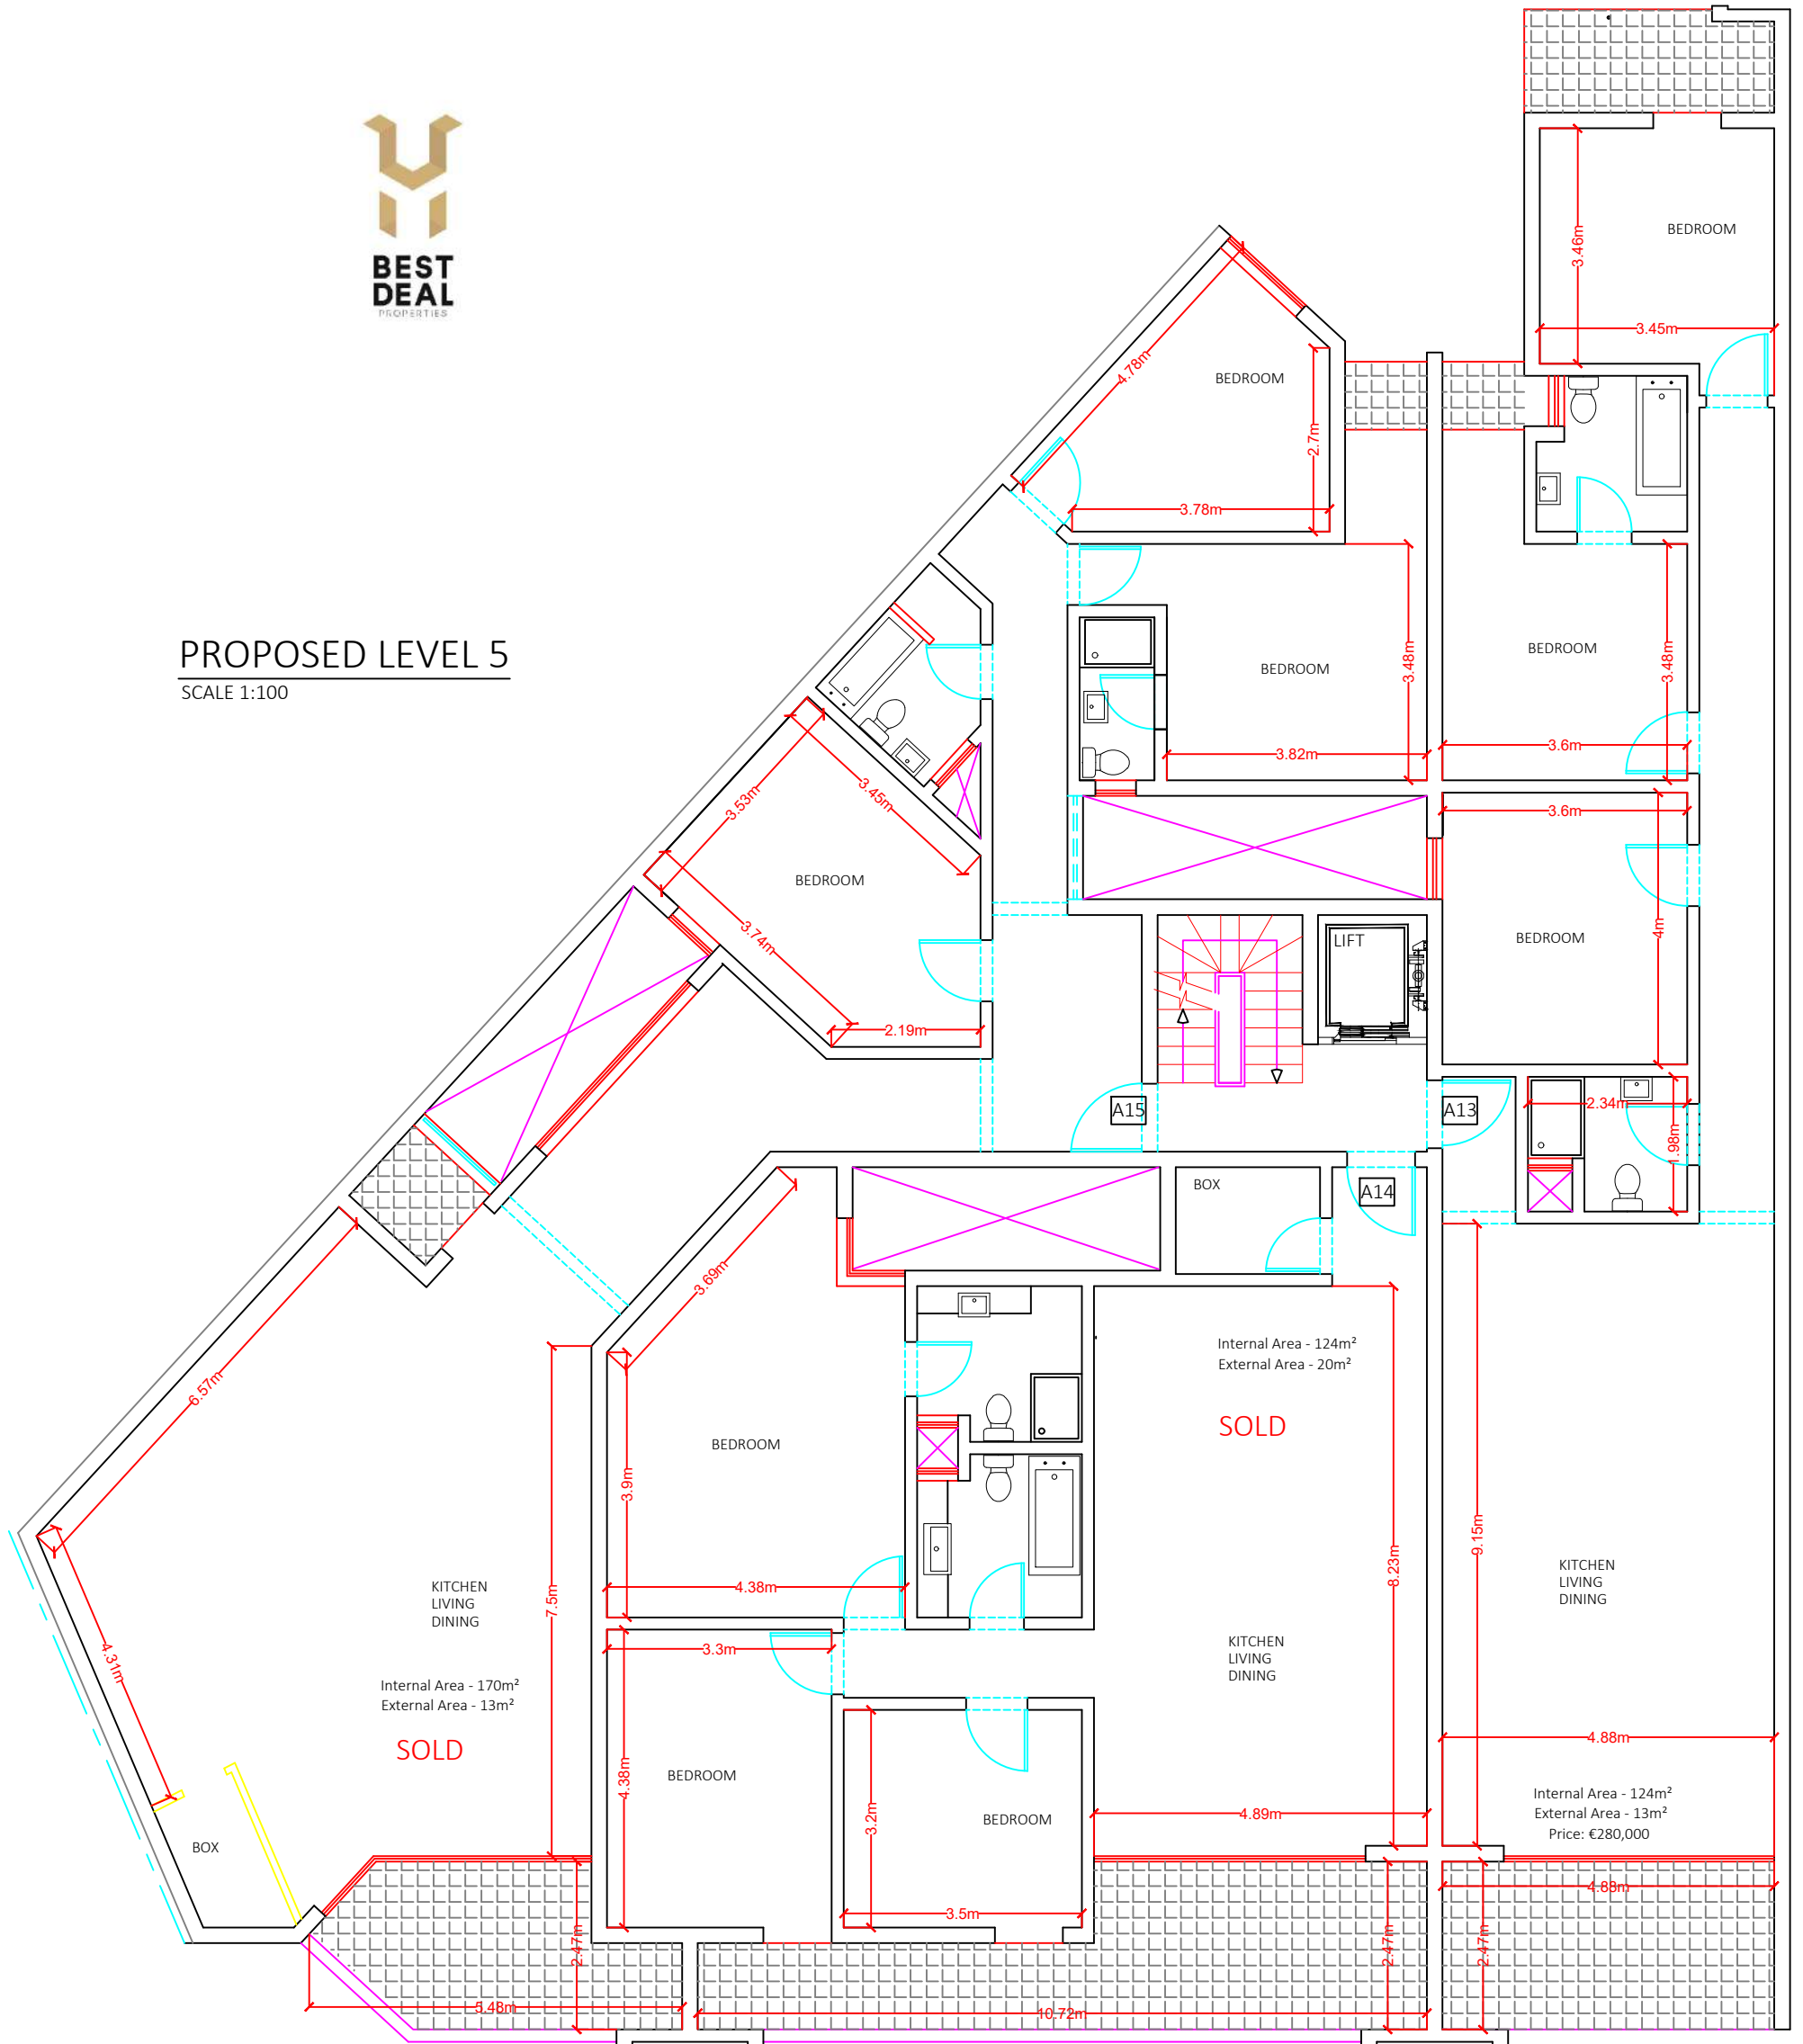 BEST
DEAL
PROPERTIES
PROPOSED LEVEL 5
SCALE 1:100
BEDROOM
3.46m
3.45m
BEDROOM
4.78m
2.7m
3.78m
BEDROOM
3.48m
3.82m
BEDROOM
3.48m
3.6m
3.6m
BEDROOM
4m
3.53m
3.45m
BEDROOM
3.74m
2.19m
LIFT
A15
A13
A14
2.34m
1.98m
BOX
3.69m
6.57m
Internal Area - 124m²
External Area - 20m²
SOLD
BEDROOM
3.9m
4.38m
7.5m
8.23m
9.15m
KITCHEN
LIVING
DINING
KITCHEN
LIVING
DINING
KITCHEN
LIVING
DINING
4.31m
Internal Area - 170m²
External Area - 13m²
SOLD
BOX
3.3m
BEDROOM
4.38m
3.2m
BEDROOM
3.5m
4.89m
4.88m
Internal Area - 124m²
External Area - 13m²
Price: €280,000
4.88m
2.47m
2.47m
2.47m
5.48m
10.72m